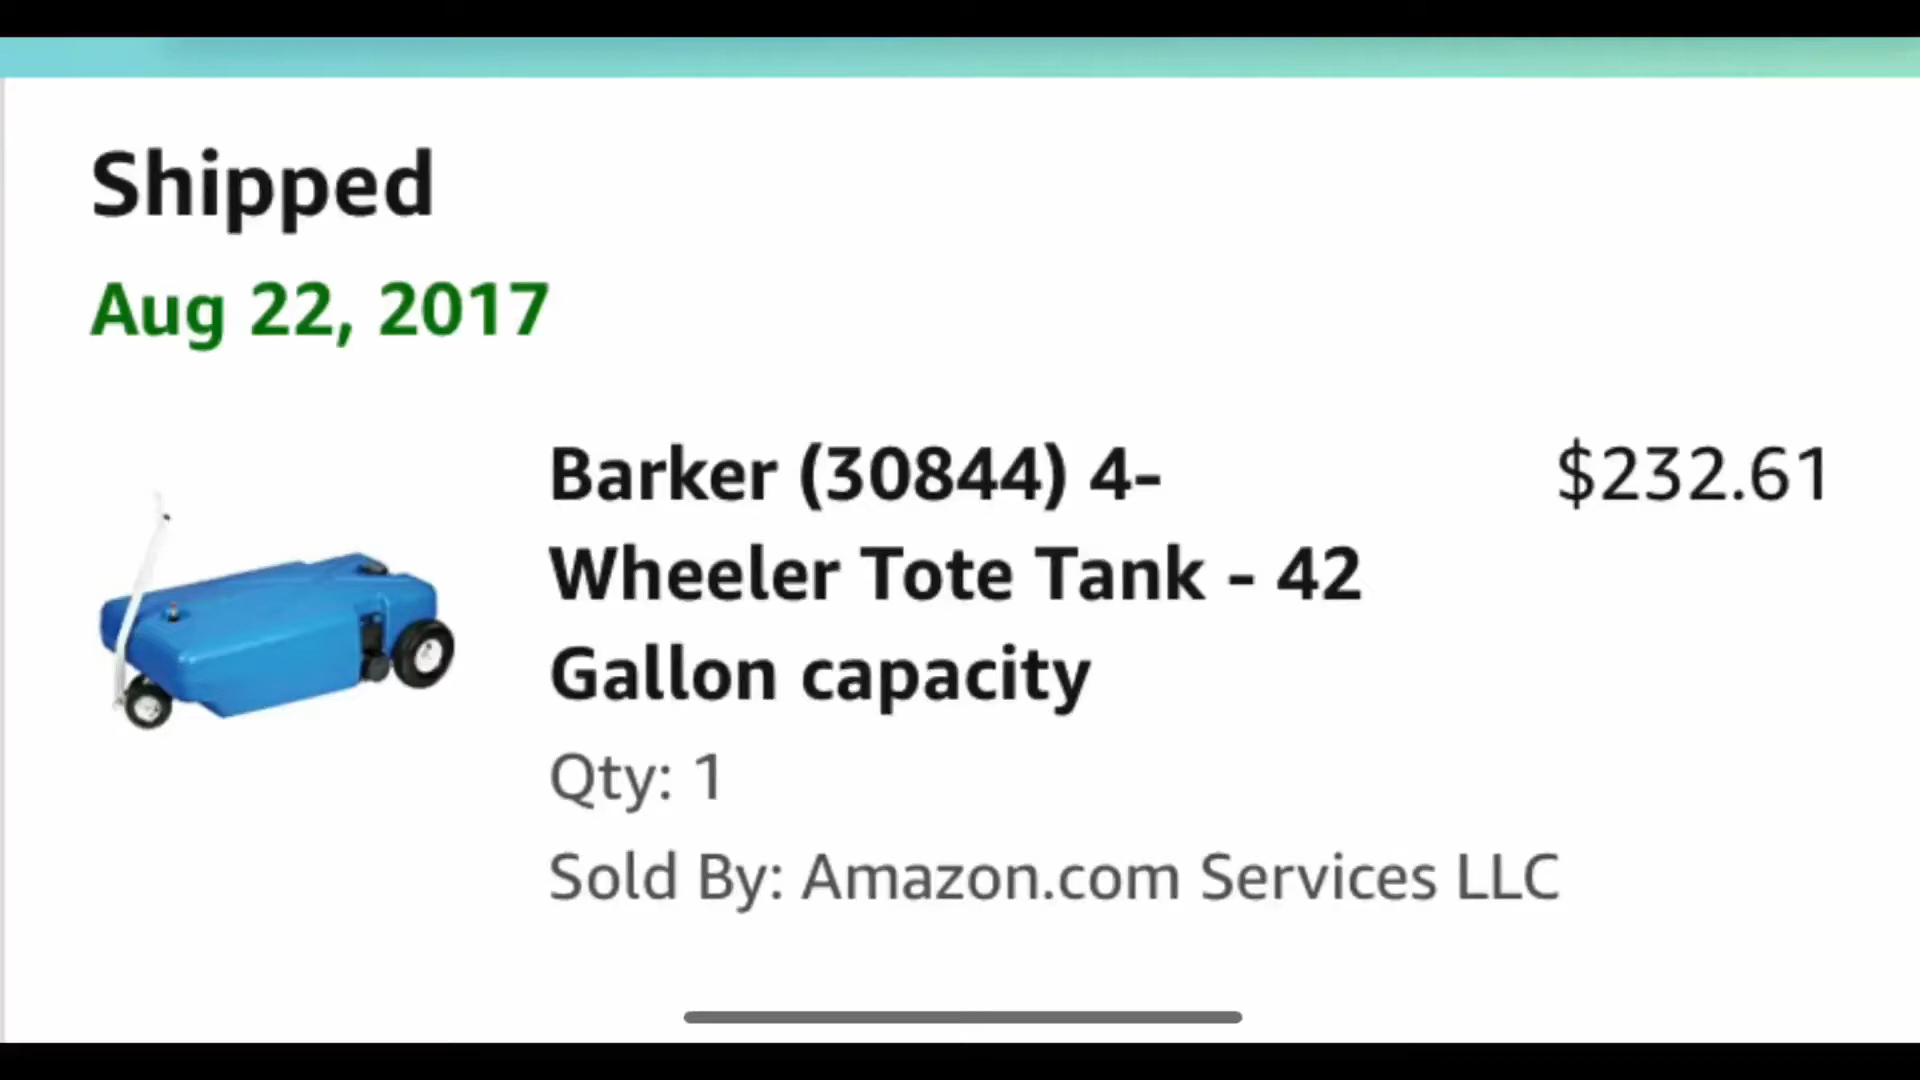 Shipped
Aug 22, 2017
Barker (30844) 4-
$232.61
Wheeler Tote Tank - 42
Gallon capacity
Qty: 1
Sold By: Amazon.com Services LLC